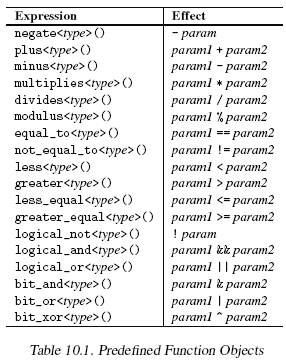 Expression Effect
negate<type>() - param
plus<type>() param1 + param2
minus<type>() param1 - param2
multiplies<type>() param1 * param2
divides<type>() param1 / param2
modulus<type>() param1 % param2
equal_to<type>() param1 == param2
not_equal_to<type>() param1 != param2
less<type>() param1 < param2
greater<type>() param1 > param2
less_equal<type>() param1 <= param2
greater_equal<type>() param1 >= param2
logical_not<type>() ! param
logical_and<type>() param1 && param2
logical_or<type>() param1 || param2
bit_and<type>() param1 & param2
bit_or<type>() param1 | param2
bit_xor<type>() param1 ^ param2
Table 10.1. Predefined Function Objects